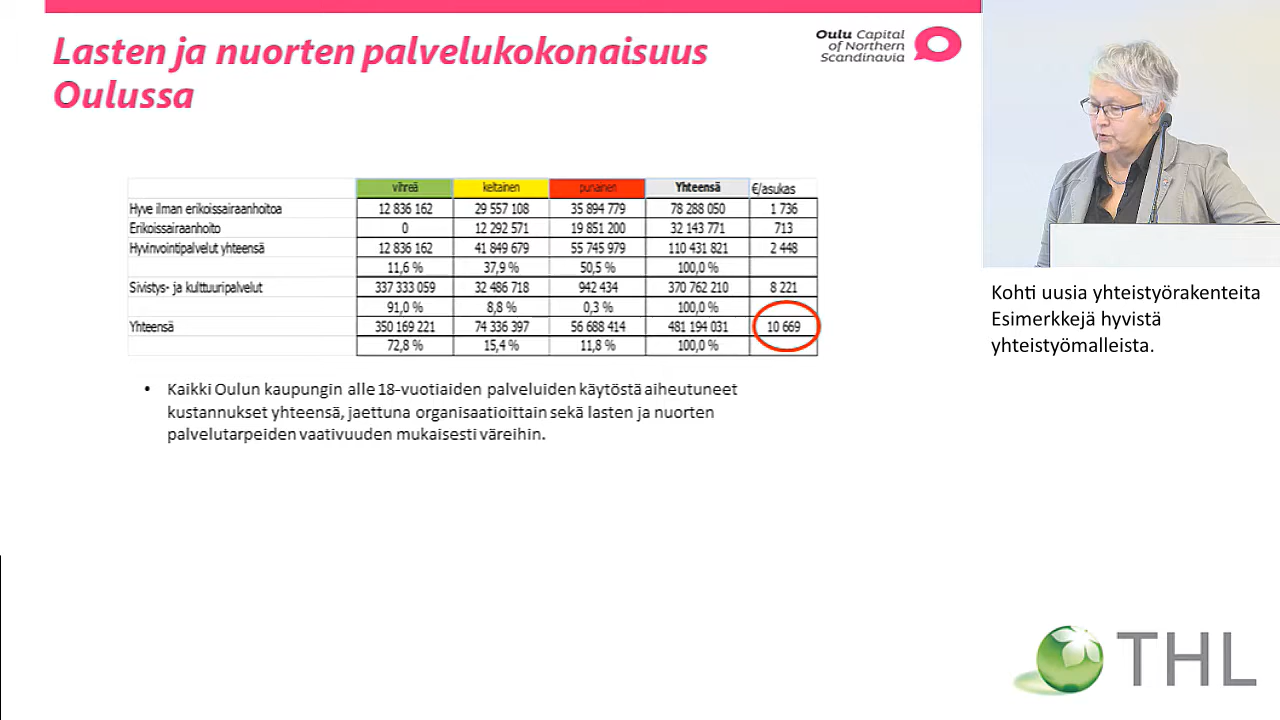 Lasten ja nuorten palvelukokonaisuus
Oulussa
Oulu Capital
of Northern
Scandinavia
vihreä keltainen punainen Yhteensä €/asukas
Hyve ilman erikoissairaanhoitoa 12 836 162 29 557 108 35 894 779 78 288 050 1 736
Erikoissairaanhoito 0 12 292 571 19 851 200 32 143 771 713
Hyvinvointipalvelut yhteensä 12 836 162 41 849 679 55 745 979 110 431 821 2 448
11,6 % 37,9 % 50,5 % 100,0 %
Sivistys- ja kulttuuripalvelut 337 333 059 32 486 718 942 434 370 762 210 8 221
91,0 % 8,8 % 0,3 % 100,0 %
Yhteensä 350 169 221 74 336 397 56 688 414 481 194 031 10 669
72,8 % 15,4 % 11,8 % 100,0 %
• Kaikki Oulun kaupungin alle 18-vuotiaiden palveluiden käytöstä aiheutuneet
kustannukset yhteensä, jaettuna organisaatioittain sekä lasten ja nuorten
palvelutarpeiden vaativuuden mukaisesti väreihin.
Kohti uusia yhteistyörakenteita
Esimerkkejä hyvistä
yhteistyömalleista.
THL